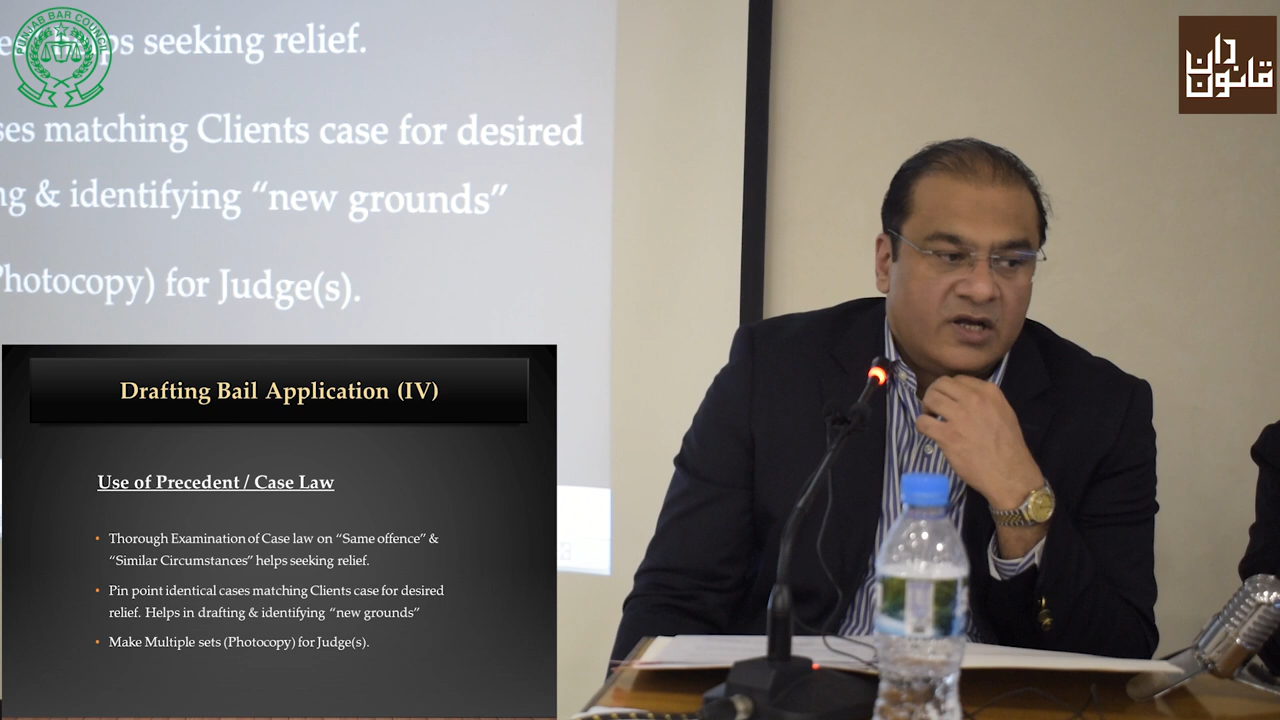 PUNJAB BAR COUNCIL
قانون دان
seeking relief.
matching Clients case for desired
& identifying “new grounds”
Photocopy) for Judge(s).
Drafting Bail Application (IV)
Use of Precedent / Case Law
• Thorough Examination of Case law on “Same offence” &
“Similar Circumstances” helps seeking relief.
• Pin point identical cases matching Clients case for desired
relief. Helps in drafting & identifying “new grounds”
• Make Multiple sets (Photocopy) for Judge(s).